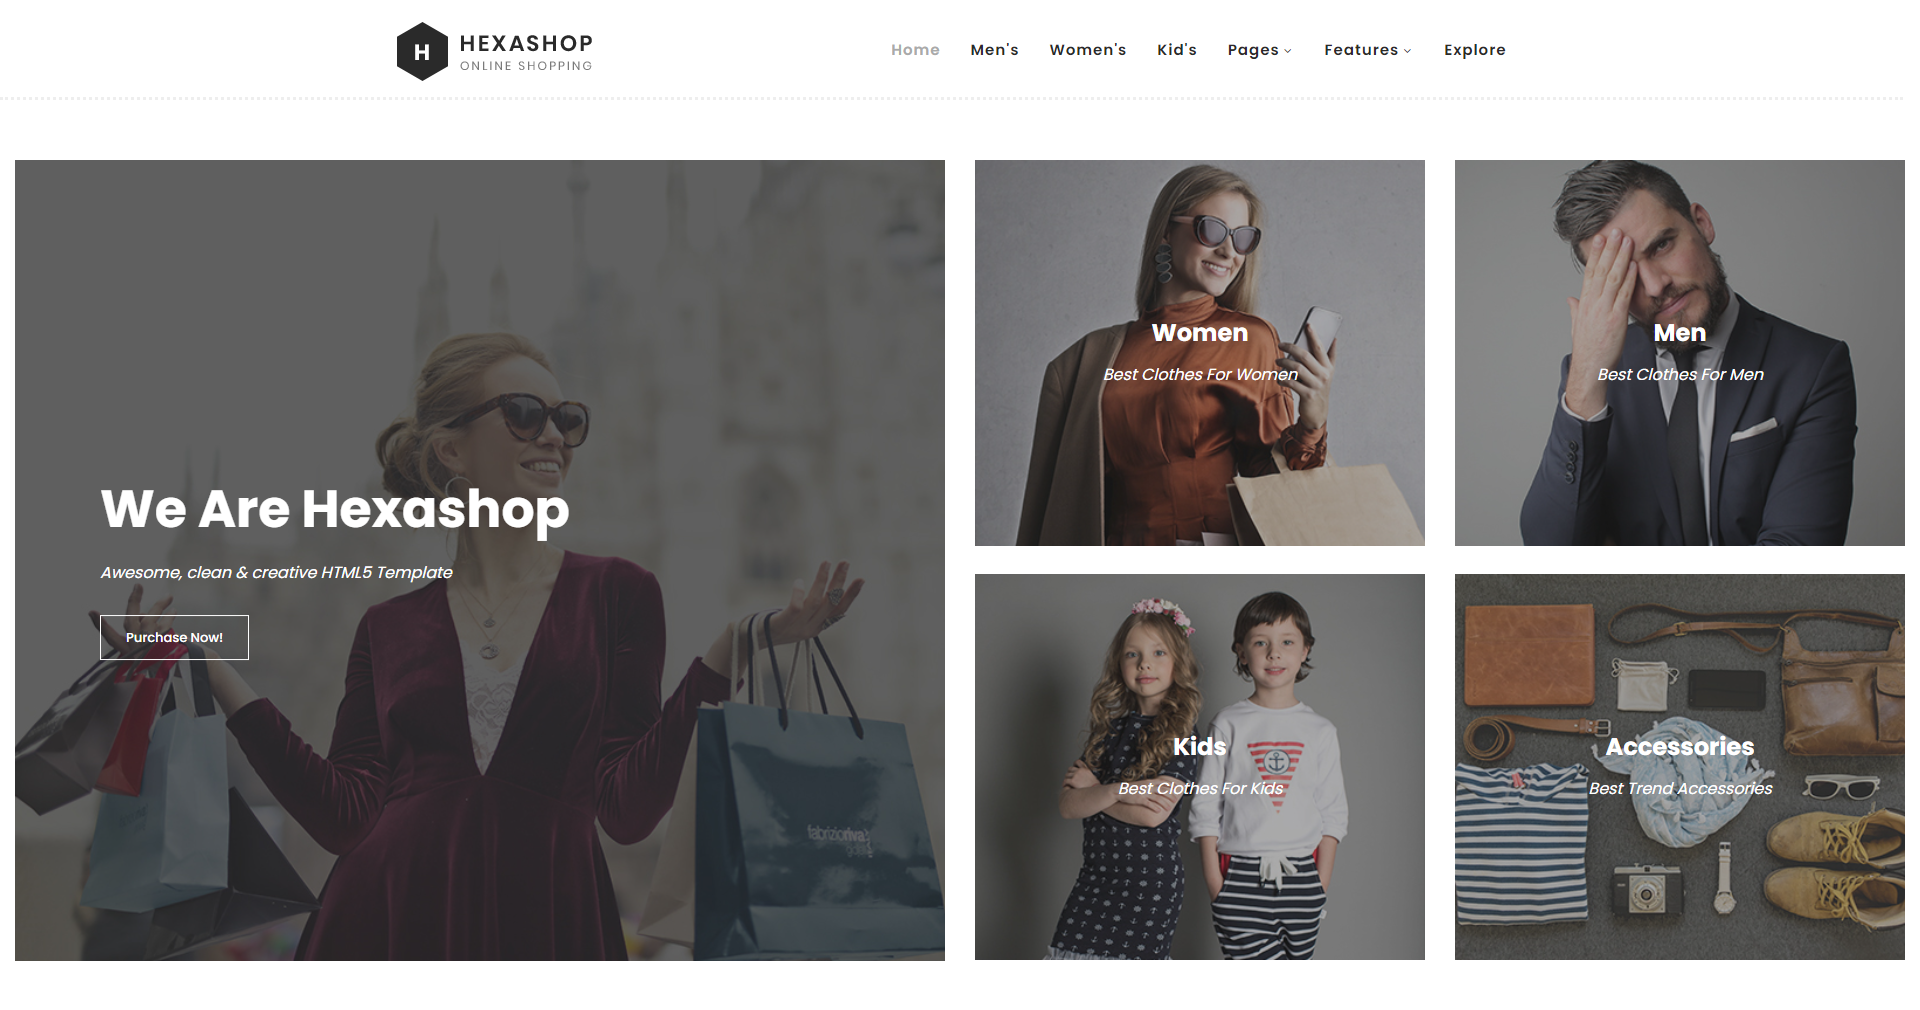 H
HEXASHOP
ONLINE SHOPPING
Home Men's Women's Kid's Pages Features Explore
We Are Hexashop
Awesome, clean & creative HTML5 Template
Purchase Now!
fabrizioriva
Women
Best Clothes For Women
Men
Best Clothes For Men
Kids
Best Clothes For Kids
Accessories
Best Trend Accessories